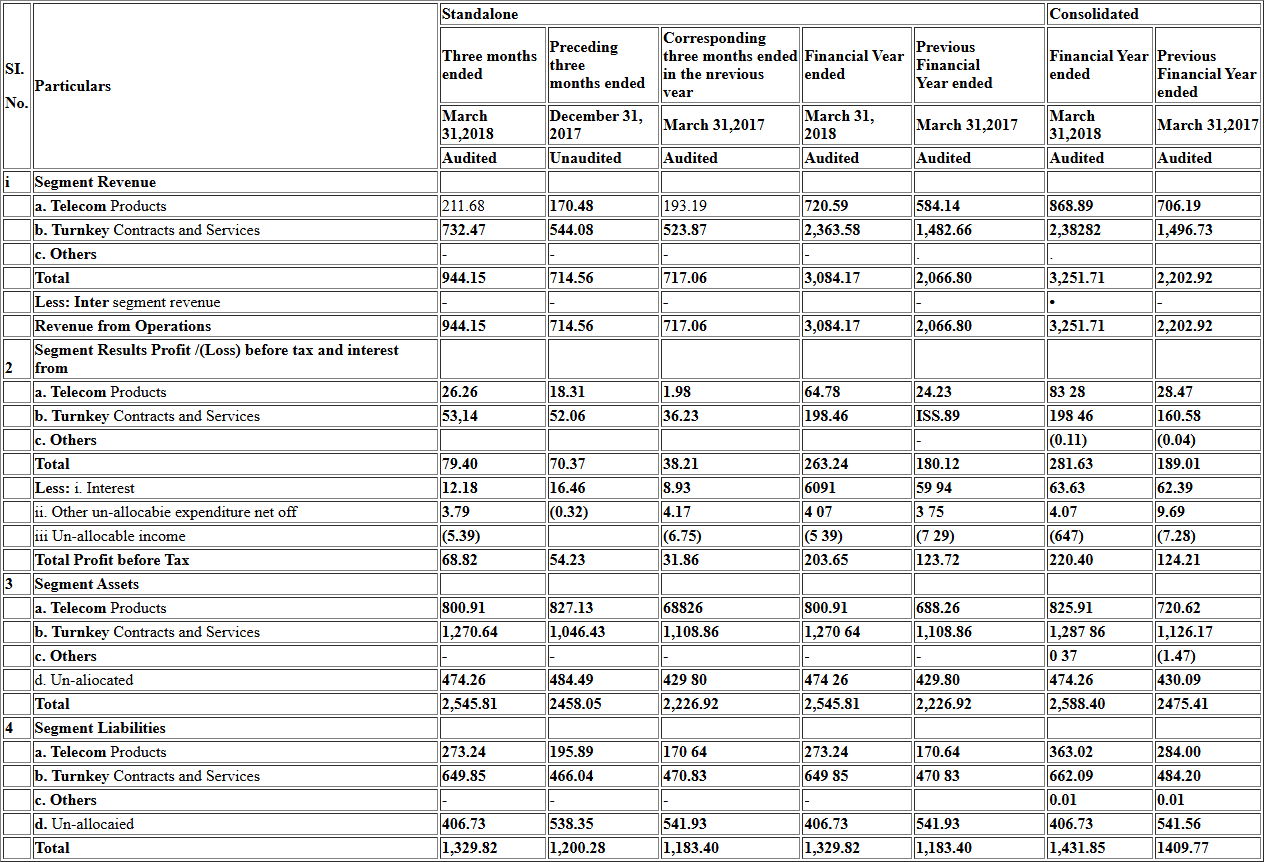 Standalone Consolidated
SI. No. Particulars Three months ended Preceding three months ended Corresponding three months ended in the nrevious vear Financial Vear ended Previous Financial Year ended Financial Year ended Previous Financial Year ended
March 31,2018 December 31, 2017 March 31,2017 March 31, 2018 March 31,2017 March 31,2018 March 31,2017
Audited Unaudited Audited Audited Audited Audited Audited
i Segment Revenue
a. Telecom Products 211.68 170.48 193.19 720.59 584.14 868.89 706.19
b. Turnkey Contracts and Services 732.47 544.08 523.87 2,363.58 1,482.66 2,38282 1,496.73
c. Others - - - - . .
Total 944.15 714.56 717.06 3,084.17 2,066.80 3,251.71 2,202.92
Less: Inter segment revenue - - - - • -
Revenue from Operations 944.15 714.56 717.06 3,084.17 2,066.80 3,251.71 2,202.92
2 Segment Results Profit /(Loss) before tax and interest from
a. Telecom Products 26.26 18.31 1.98 64.78 24.23 83 28 28.47
b. Turnkey Contracts and Services 53,14 52.06 36.23 198.46 ISS.89 198 46 160.58
c. Others - (0.11) (0.04)
Total 79.40 70.37 38.21 263.24 180.12 281.63 189.01
Less: i. Interest 12.18 16.46 8.93 6091 59 94 63.63 62.39
ii. Other un-allocabie expenditure net off 3.79 (0.32) 4.17 4 07 3 75 4.07 9.69
iii Un-allocable income (5.39) (6.75) (5 39) (7 29) (647) (7.28)
Total Profit before Tax 68.82 54.23 31.86 203.65 123.72 220.40 124.21
3 Segment Assets
a. Telecom Products 800.91 827.13 68826 800.91 688.26 825.91 720.62
b. Turnkey Contracts and Services 1,270.64 1,046.43 1,108.86 1,270 64 1,108.86 1,287 86 1,126.17
c. Others - - - - - 0 37 (1.47)
d. Un-aliocated 474.26 484.49 429 80 474 26 429.80 474.26 430.09
Total 2,545.81 2458.05 2,226.92 2,545.81 2,226.92 2,588.40 2475.41
4 Segment Liabilities
a. Telecom Products 273.24 195.89 170 64 273.24 170.64 363.02 284.00
b. Turnkey Contracts and Services 649.85 466.04 470.83 649 85 470 83 662.09 484.20
c. Others - - - - 0.01 0.01
d. Un-allocaied 406.73 538.35 541.93 406.73 541.93 406.73 541.56
Total 1,329.82 1,200.28 1,183.40 1,329.82 1,183.40 1,431.85 1409.77